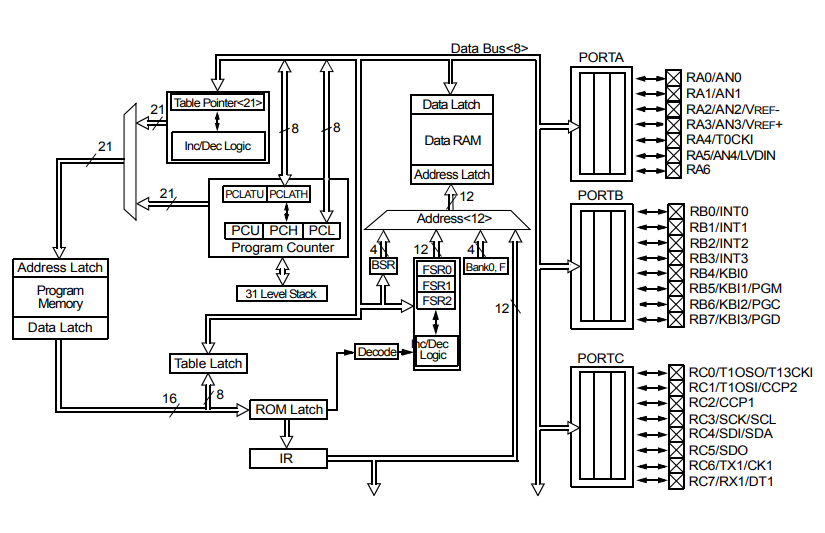 Data Bus<8>
PORTA
21
Table Pointer<21>
Inc/Dec Logic
8
8
Data Latch
Data RAM
Address Latch
RA0/AN0
RA1/AN1
RA2/AN2/VREF-
RA3/AN3/VREF+
RA4/T0CKI
RA5/AN4/LVDIN
RA6
21
21
PCLATU PCLATH
PCU PCH PCL
Program Counter
31 Level Stack
12
Address<12>
4
12
4
BSR
FSR0
FSR1
FSR2
Bank0, F
12
Inc/Dec
Logic
PORTB
RB0/INT0
RB1/INT1
RB2/INT2
RB3/INT3
RB4/KBI0
RB5/KBI1/PGM
RB6/KBI2/PGC
RB7/KBI3/PGD
Address Latch
Program
Memory
Data Latch
Table Latch
Decode
16
8
ROM Latch
IR
PORTC
RC0/T1OSO/T13CKI
RC1/T1OSI/CCP2
RC2/CCP1
RC3/SCK/SCL
RC4/SDI/SDA
RC5/SDO
RC6/TX1/CK1
RC7/RX1/DT1